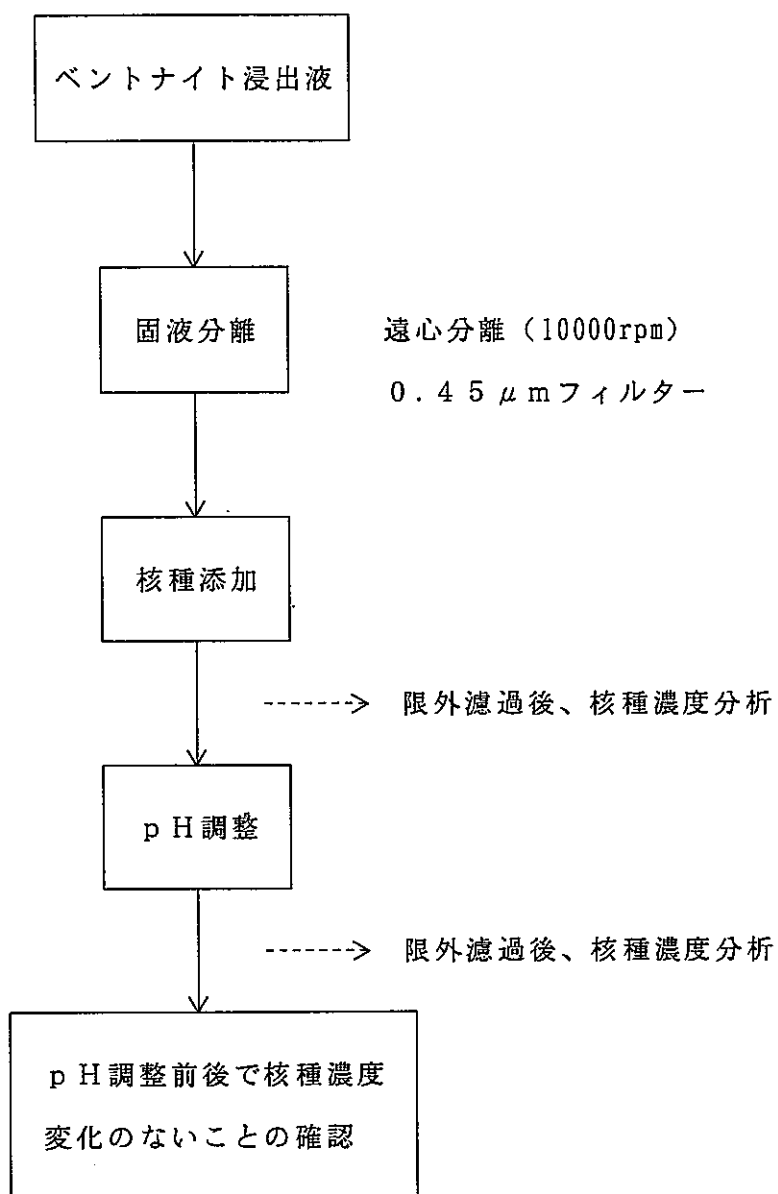 ベントナイト浸出液
固液分離
遠心分離（10000rpm）
０．４５μｍフィルター
核種添加
限外濾過後、核種濃度分析
ｐＨ調整
限外濾過後、核種濃度分析
ｐＨ調整前後で核種濃度
変化のないことの確認